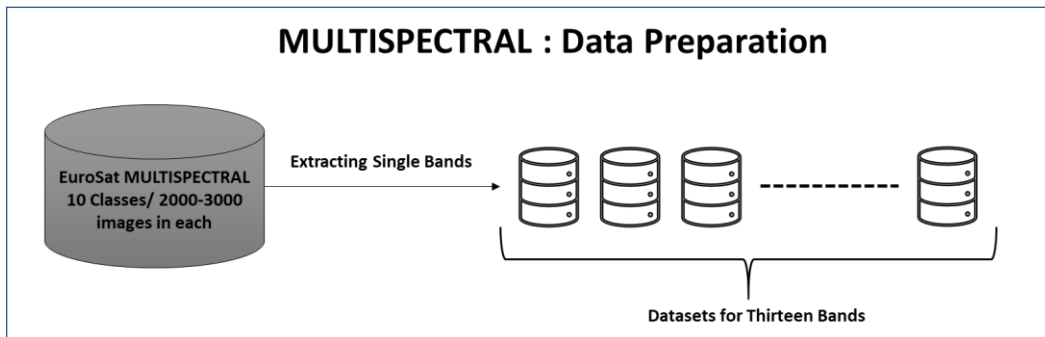 MULTISPECTRAL : Data Preparation
EuroSat MULTISPECTRAL
10 Classes/ 2000-3000
images in each
Extracting Single Bands
Datasets for Thirteen Bands